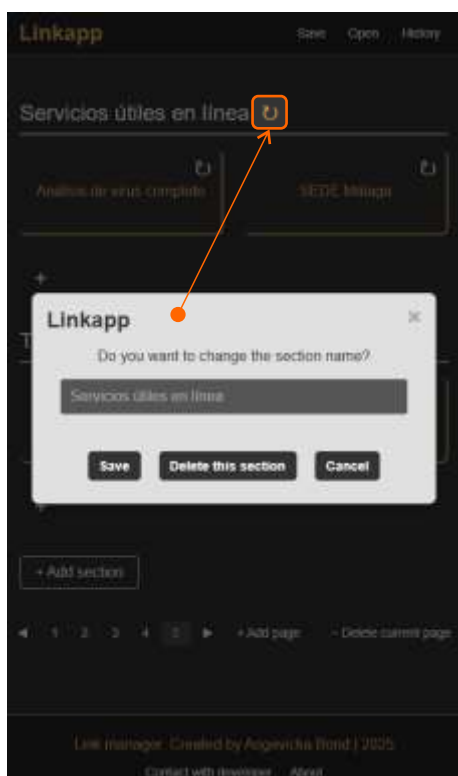 Linkapp
Save Open History
Servicios útiles en línea ↻
↻ ↻
Análisis de virus completo SEDE Málaga
+
Linkapp ×
T
Do you want to change the section name?
Servicios útiles en línea
Save Delete this section Cancel
+
+ Add section
◄ 1 2 3 4 5 ► + Add page - Delete current page
Link manager. Created by Angevicka Bond | 2025
Contact with developer About